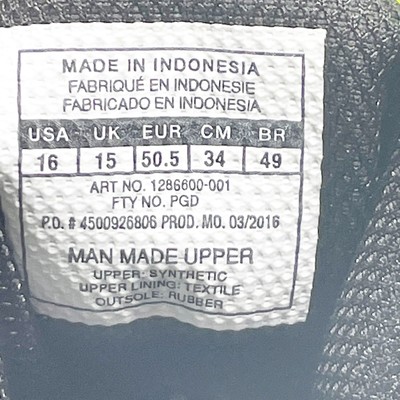 MADE IN INDONESIA
FABRIQUÉ EN INDONESIE
FABRICADO EN INDONESIA
USA UK EUR CM BR
16 15 50.5 34 49
ART NO. 1286600-001
FTY NO. PGD
P.O. # 4500926806 PROD. MO. 03/2016
MAN MADE UPPER
UPPER: SYNTHETIC
UPPER LINING: TEXTILE
OUTSOLE: RUBBER